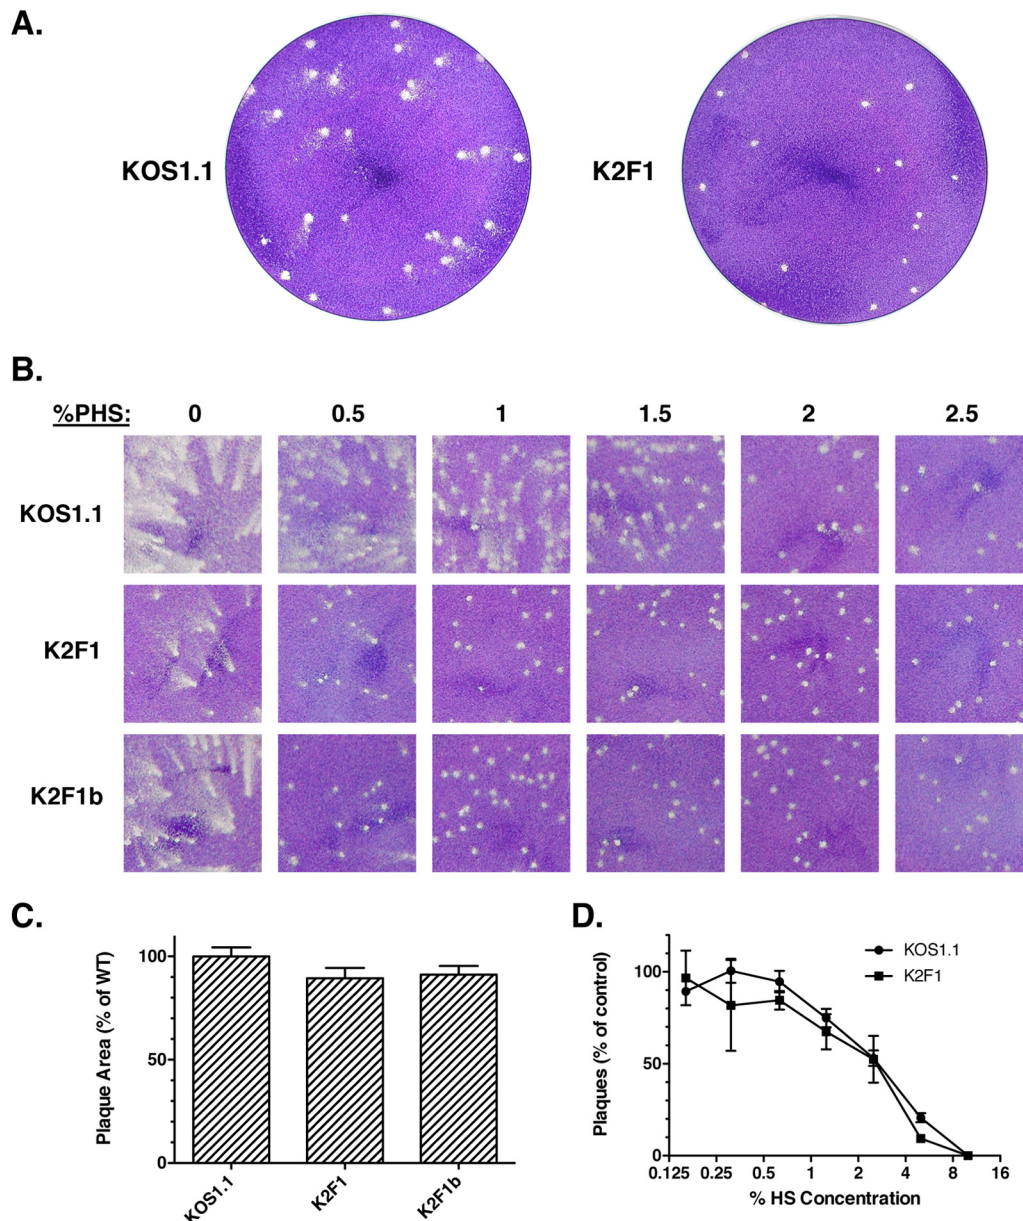 A.
KOS1.1
K2F1
B.
%PHS: 0 0.5 1 1.5 2 2.5
KOS1.1
K2F1
K2F1b
C.
Plaque Area (% of WT)
100
50
0
KOS1.1
K2F1
K2F1b
D.
Plaques (% of control)
100
50
0
KOS1.1
K2F1
0.125 0.25 0.5 1 2 4 8 16
% HS Concentration